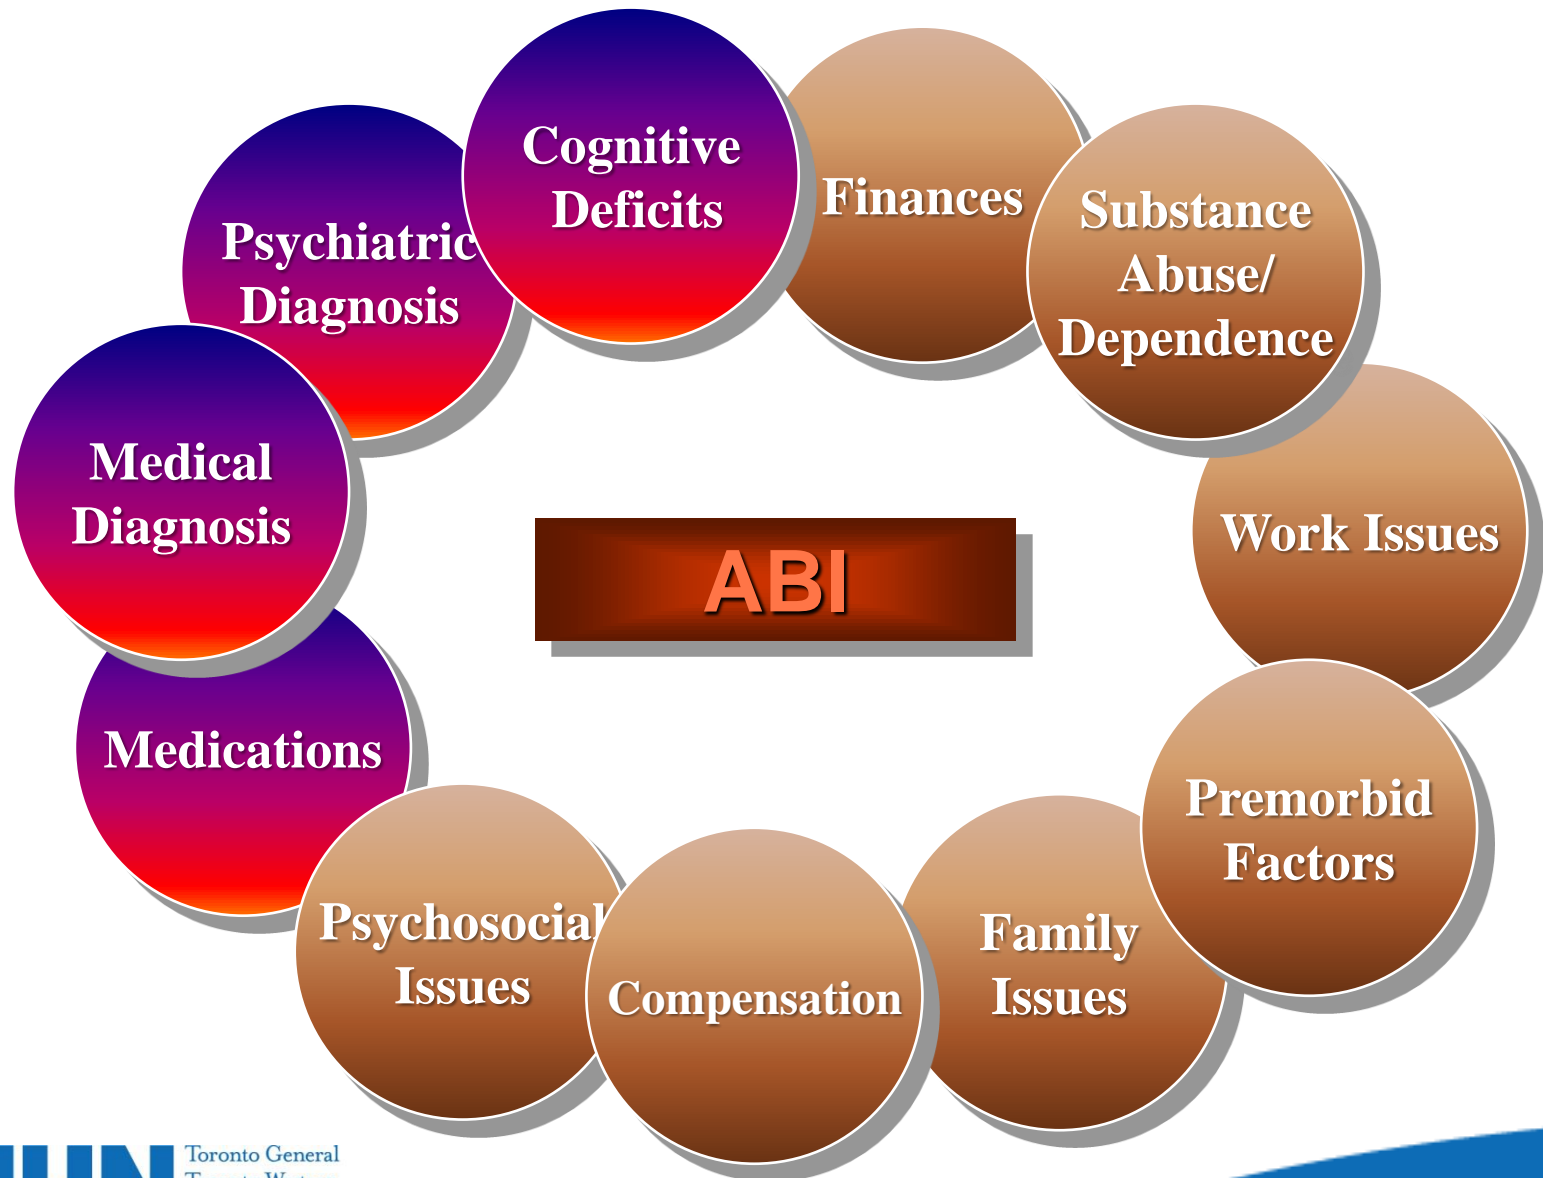 Cognitive
Deficits
Finances
Substance
Abuse/
Dependence
Psychiatric
Diagnosis
Medical
Diagnosis
Work Issues
ABI
Medications
Premorbid
Factors
Psychosocial
Issues
Compensation
Family
Issues
Toronto General